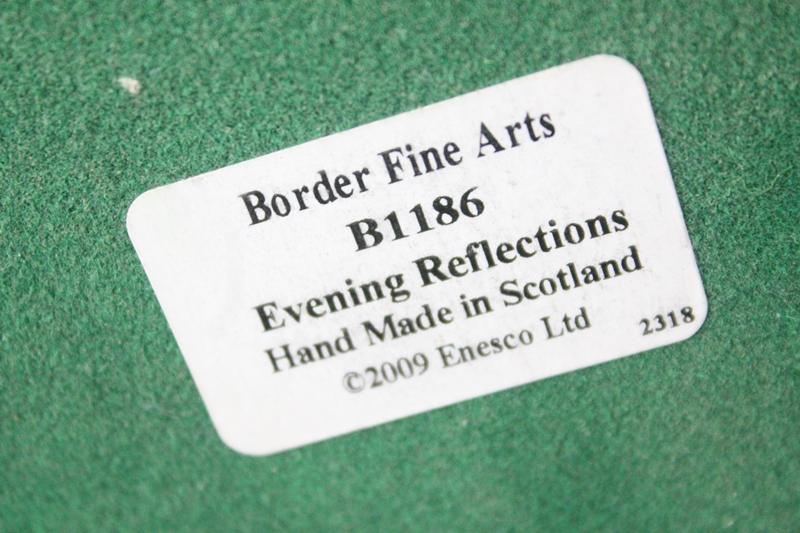 Border Fine Arts
B1186
Evening Reflections
Hand Made in Scotland
©2009 Enesco Ltd
2318